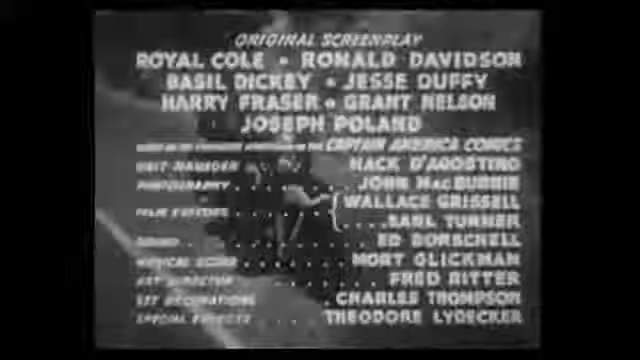 ORIGINAL SCREENPLAY
ROYAL COLE • RONALD DAVIDSON
BASIL DICKEY • JESSE DUFFY
HARRY FRASER • GRANT NELSON
JOSEPH POLAND
CAPTAIN AMERICA COMICS
UNIT MANAGER MACK D'AGOSTINO
PHOTOGRAPHY . . . . . . . JOHN MACBURNIE
FILM EDITORS . . . . . . { WALLACE GRISSELL
. . . . EARL TURNER
SOUND . . . . . . . . . . ED BORSCHELL
MUSICAL SCORE . . . . . . . MORT GLICKMAN
ART DIRECTOR . . . . . . . FRED RITTER
SET DECORATIONS . CHARLES THOMPSON
SPECIAL EFFECTS . . . . THEODORE LYDECKER